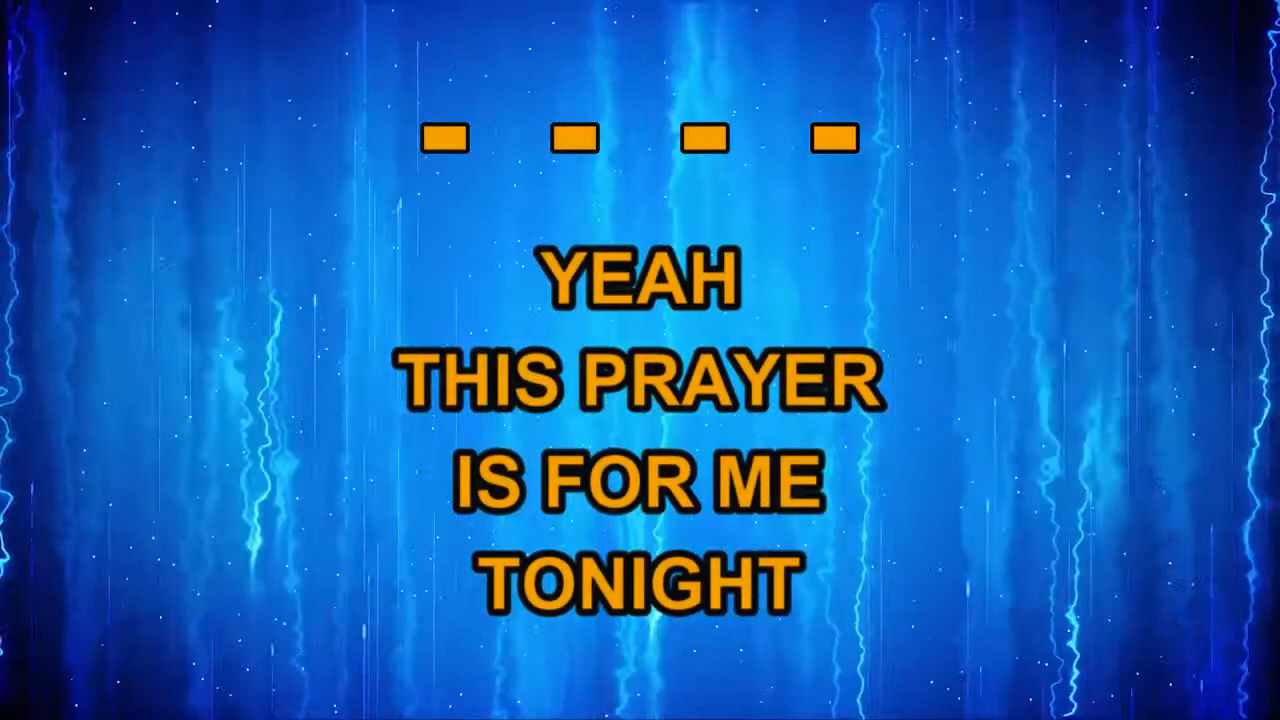 - - - -
YEAH
THIS PRAYER
IS FOR ME
TONIGHT